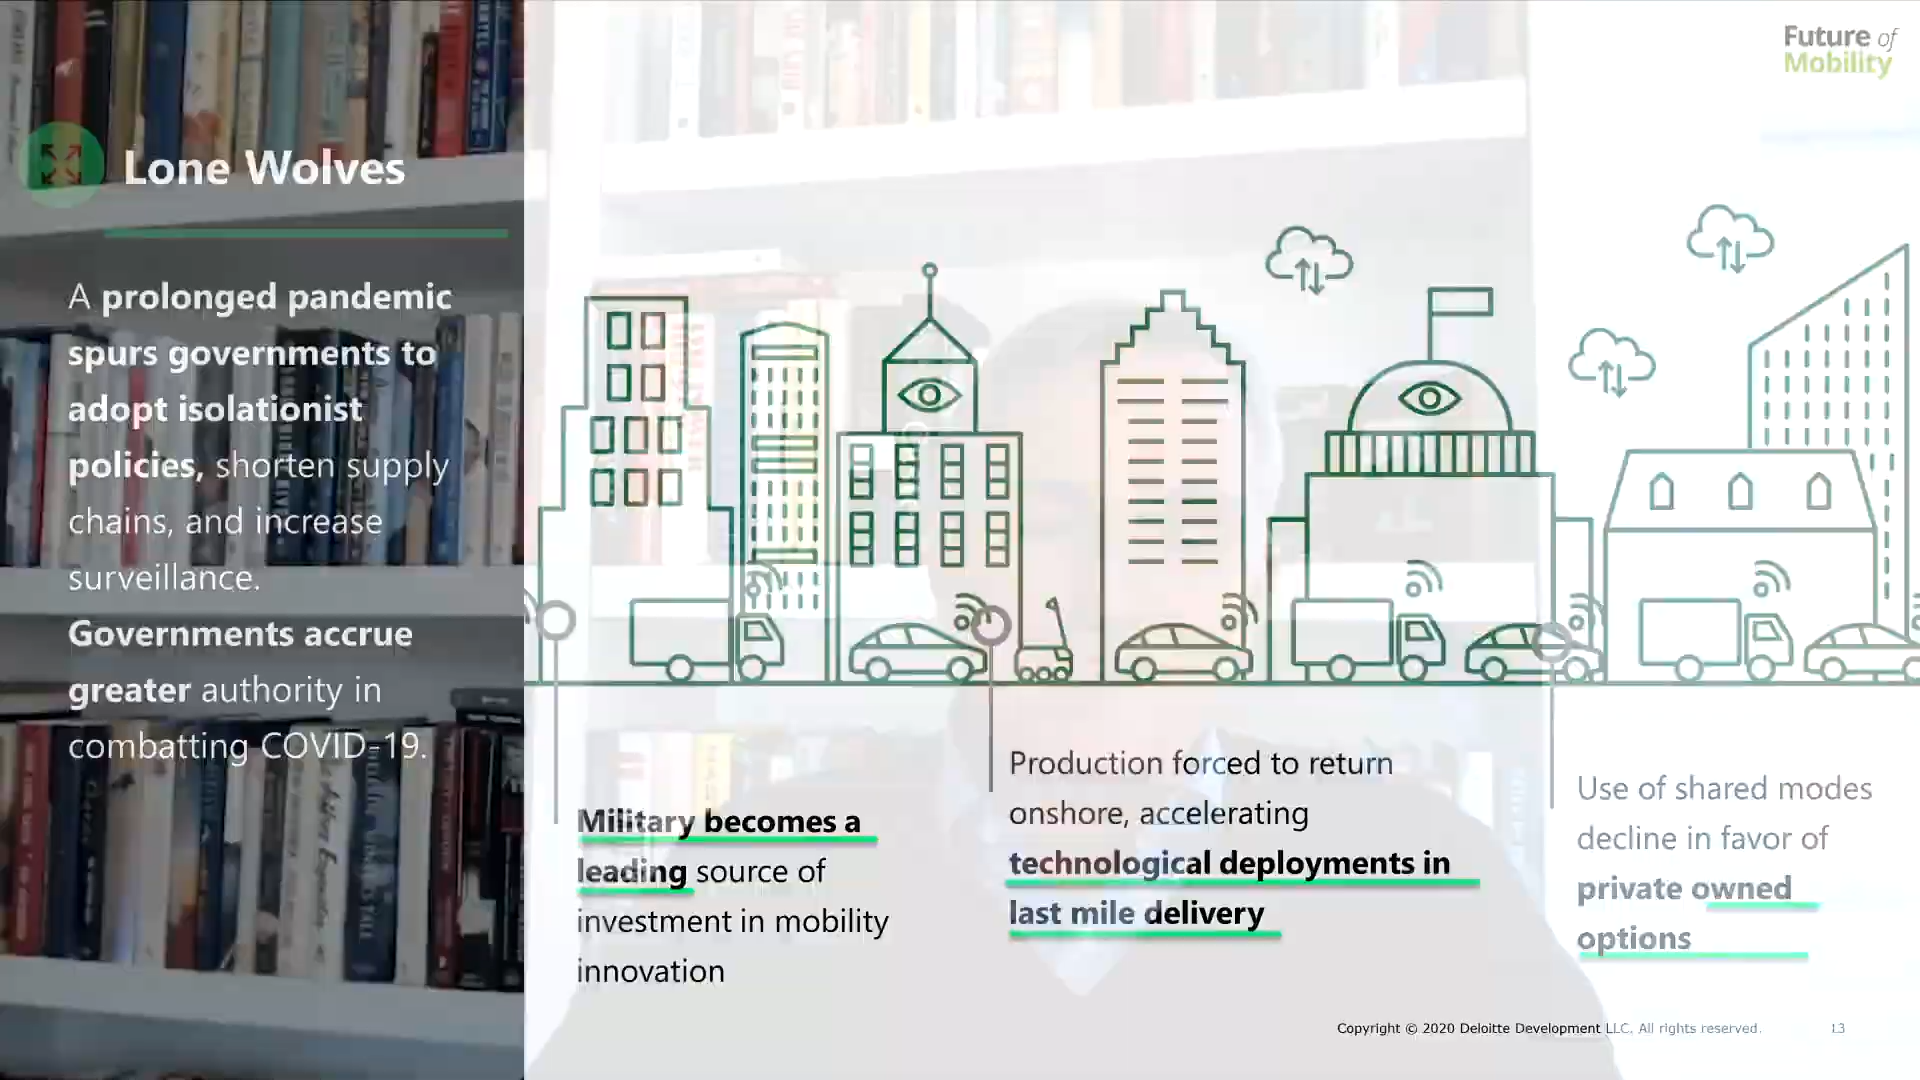 Future of
Mobility
Lone Wolves
A prolonged pandemic
spurs governments to
adopt isolationist
policies, shorten supply
chains, and increase
surveillance.
Governments accrue
greater authority in
combatting COVID-19.
Military becomes a
leading source of
investment in mobility
innovation
Production forced to return
onshore, accelerating
technological deployments in
last mile delivery
Use of shared modes
decline in favor of
private owned
options
Copyright © 2020 Deloitte Development LLC. All rights reserved.
13